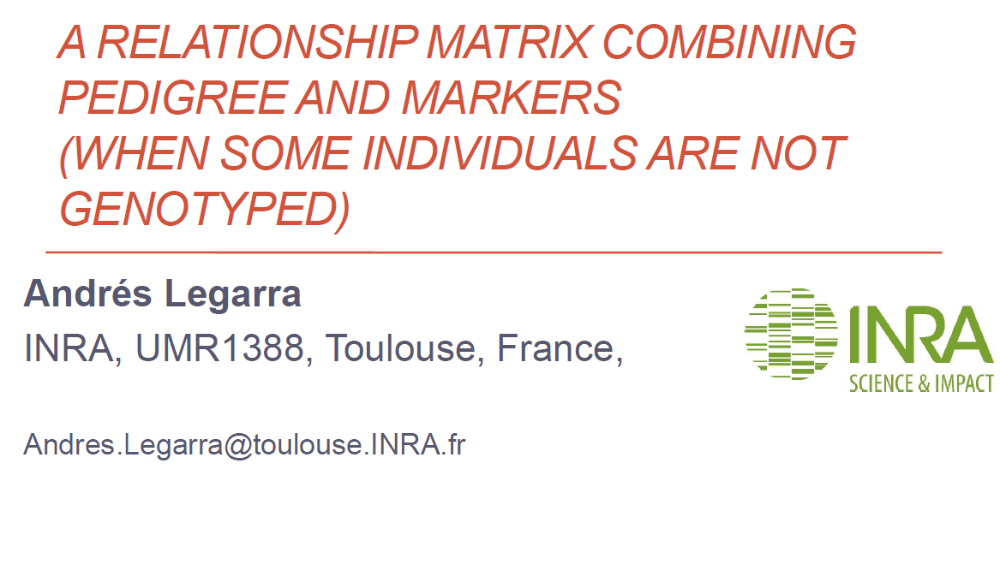 A RELATIONSHIP MATRIX COMBINING
PEDIGREE AND MARKERS
(WHEN SOME INDIVIDUALS ARE NOT
GENOTYPED)
Andrés Legarra
INRA, UMR1388, Toulouse, France,
INRA
SCIENCE & IMPACT
Andres.Legarra@toulouse.INRA.fr